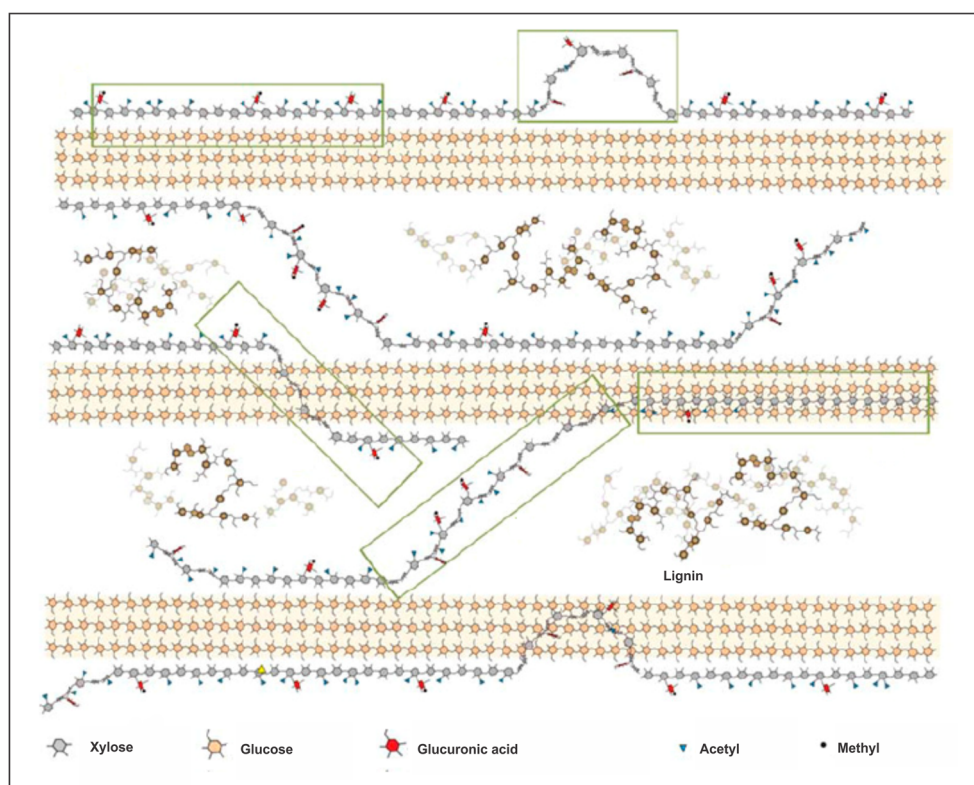 Lignin
Xylose
Glucose
Glucuronic acid
Acetyl
Methyl